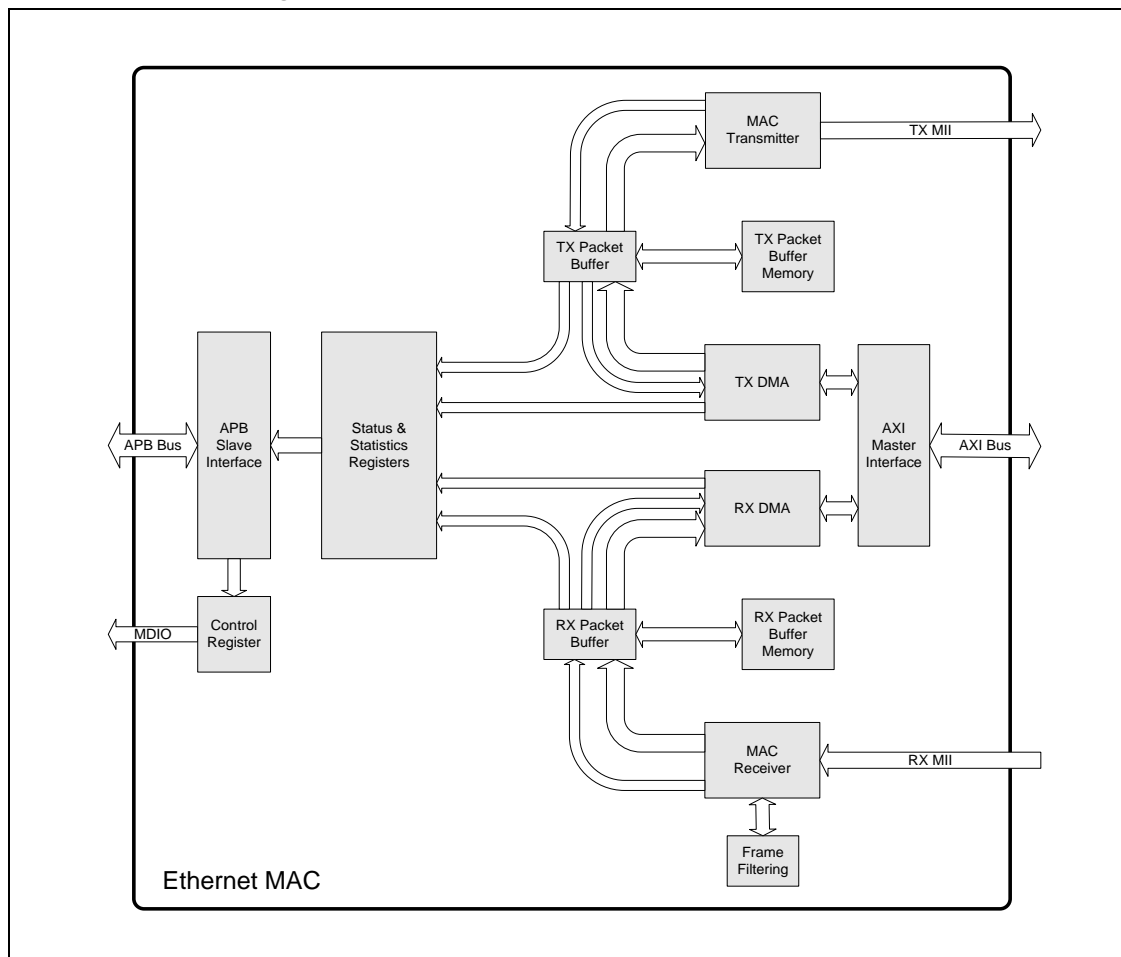 MAC
Transmitter
TX MII
TX Packet
Buffer
TX Packet
Buffer
Memory
APB Bus
APB
Slave
Interface
Status &
Statistics
Registers
TX DMA
AXI
Master
Interface
AXI Bus
RX DMA
MDIO
Control
Register
RX Packet
Buffer
RX Packet
Buffer
Memory
MAC
Receiver
RX MII
Frame
Filtering
Ethernet MAC